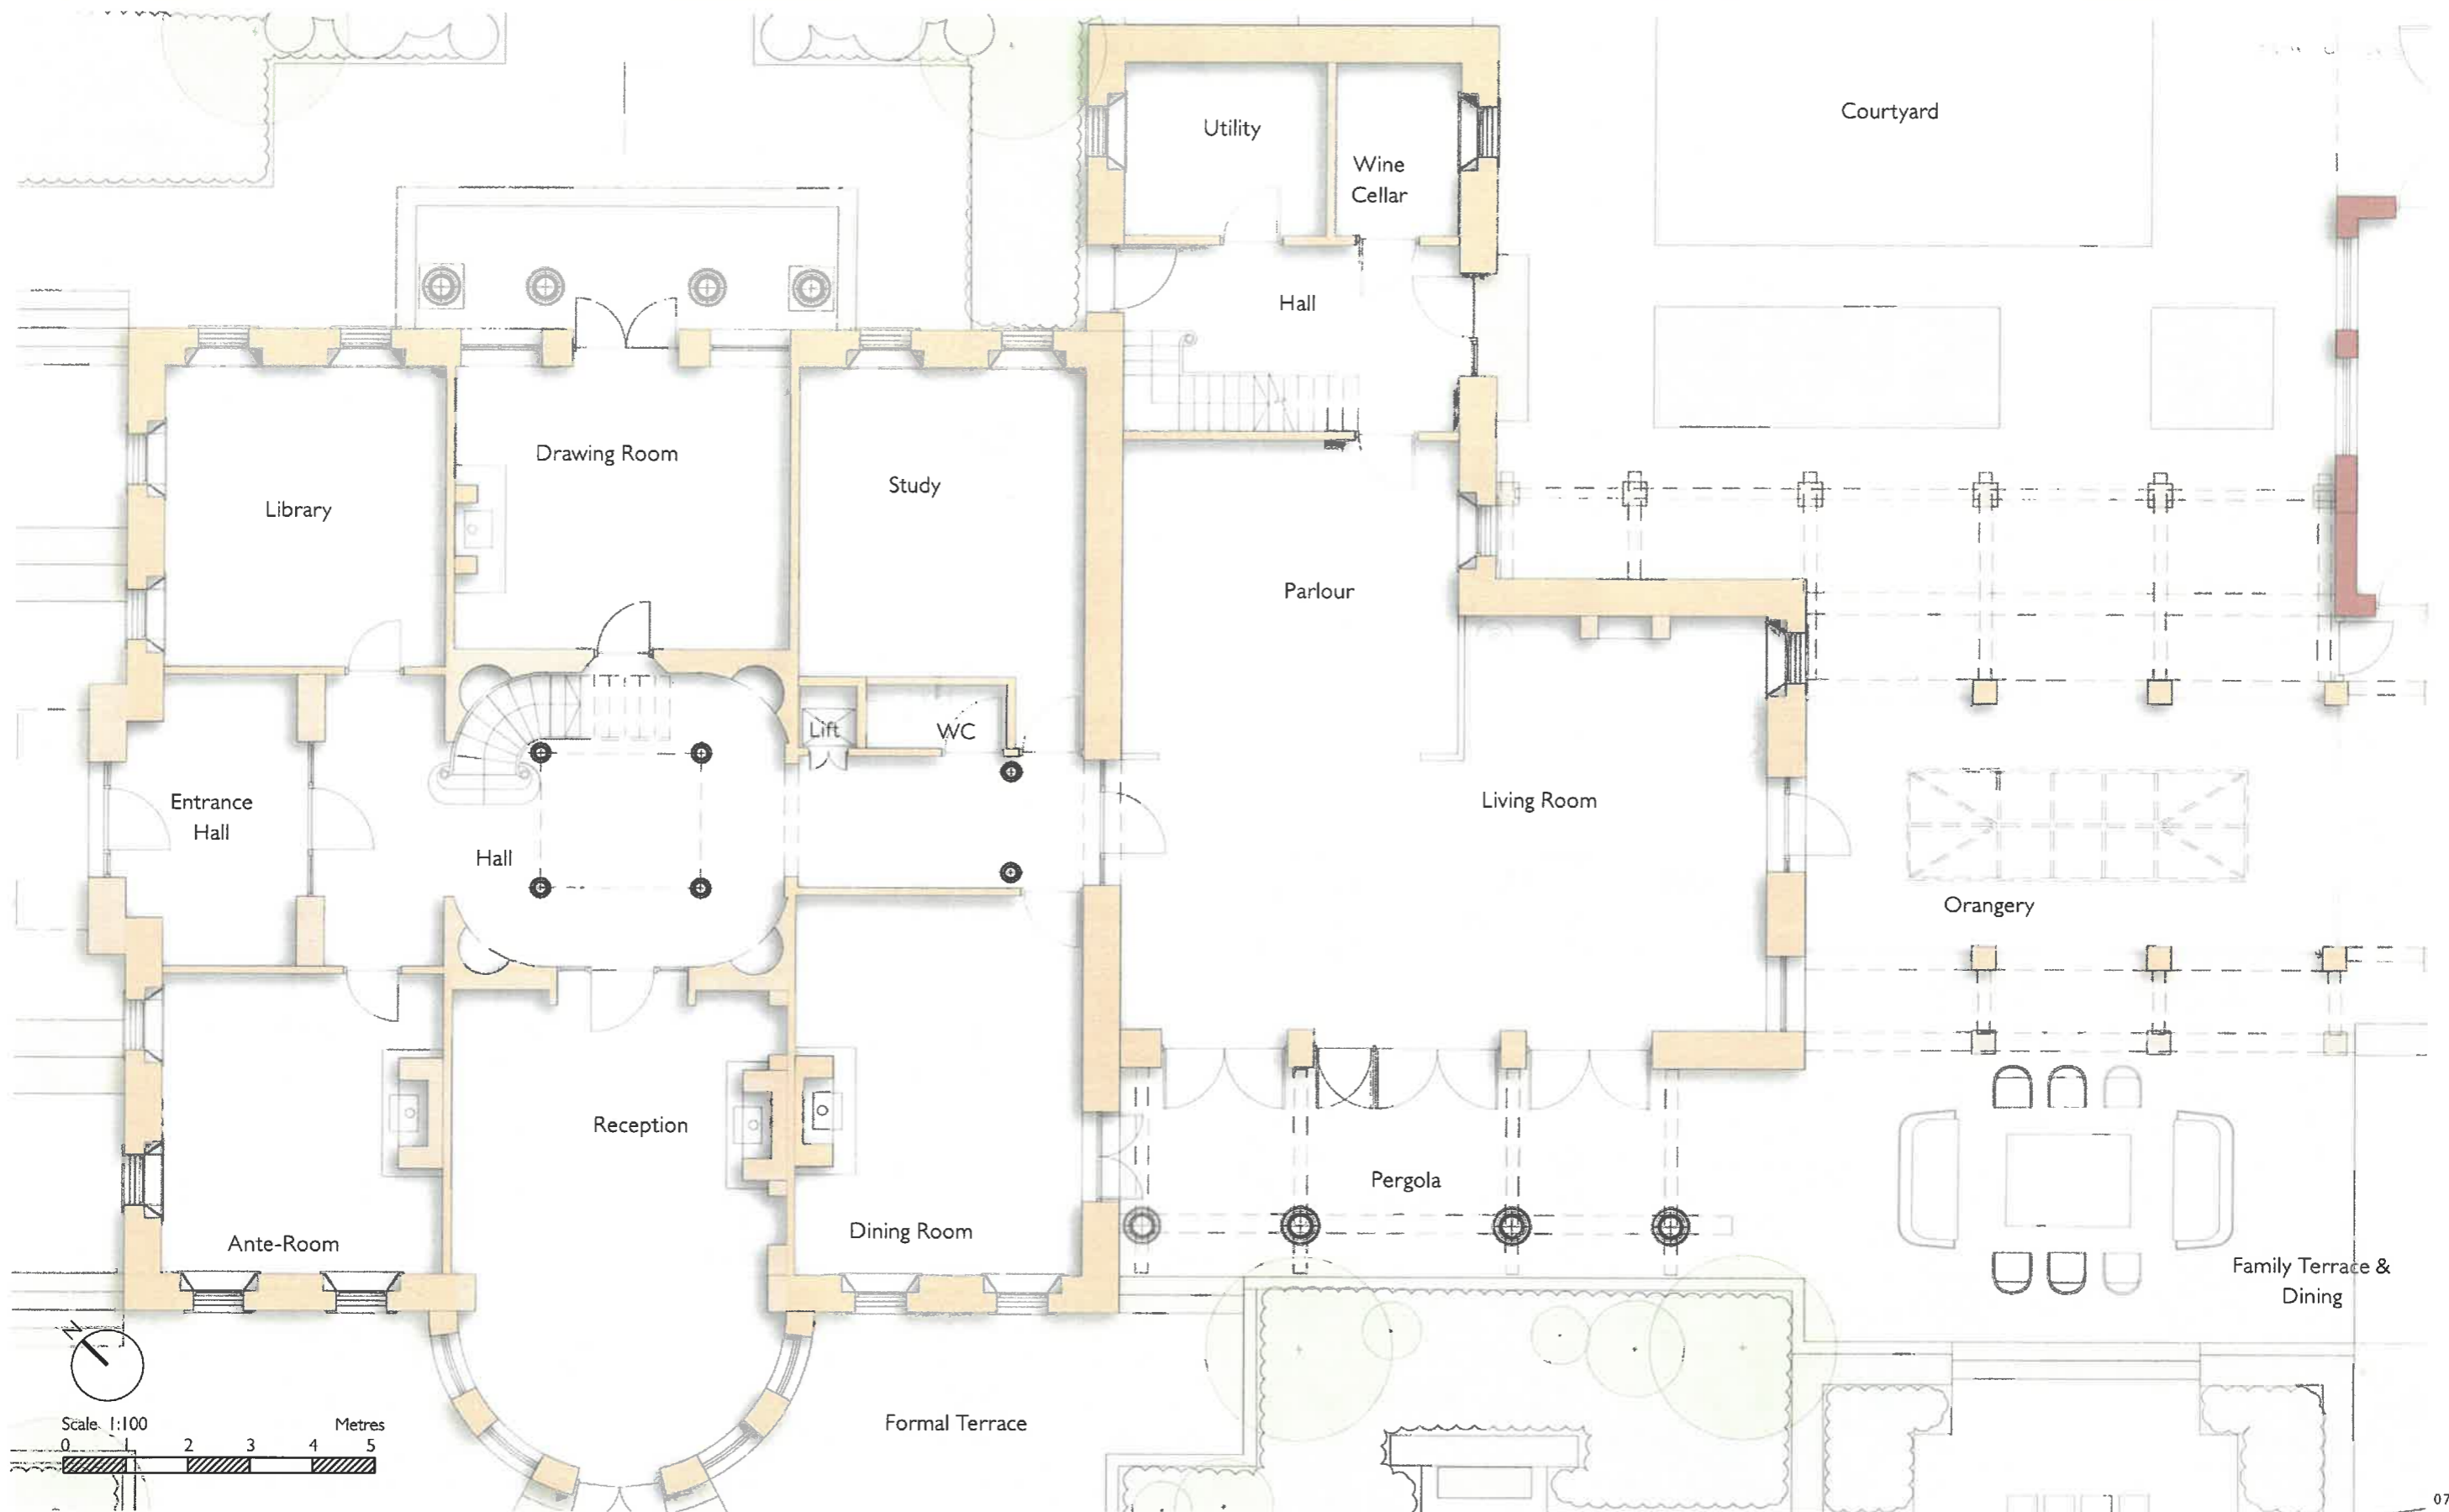 Courtyard
Utility
Wine
Cellar
Hall
Drawing Room
Study
Library
Parlour
Lift
WC
Entrance
Hall
Living Room
Hall
Orangery
Reception
Pergola
Dining Room
Ante-Room
Family Terrace &
Dining
N
Formal Terrace
Scale 1:100
Metres
0 1 2 3 4 5
07